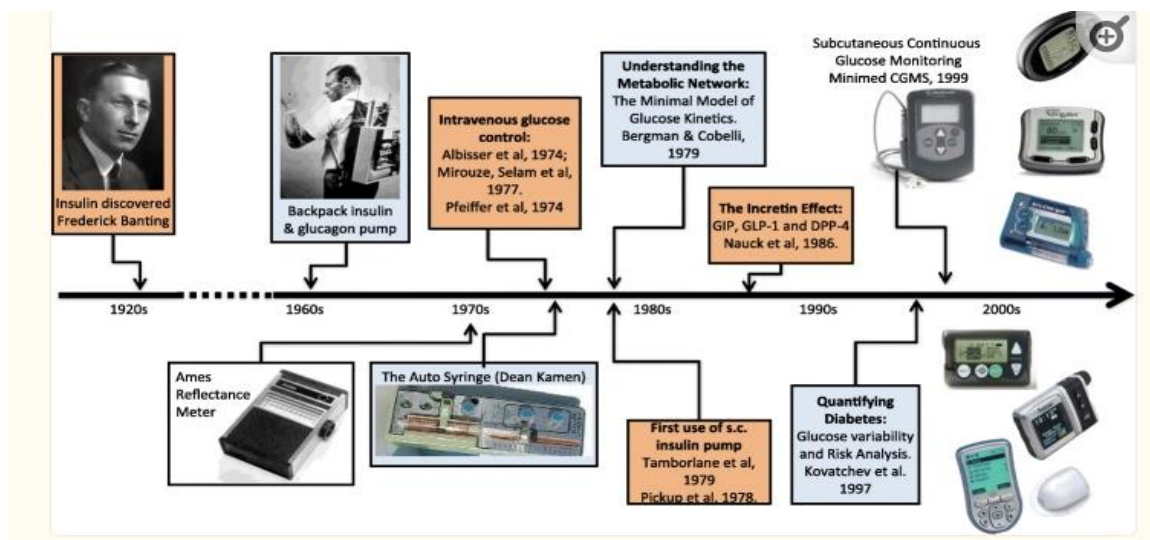 Insulin discovered
Frederick Banting
Backpack insulin
& glucagon pump
Intravenous glucose
control:
Albisser et al, 1974;
Mirouze, Selam et al,
1977.
Pfeiffer et al, 1974
Understanding the
Metabolic Network:
The Minimal Model of
Glucose Kinetics.
Bergman & Cobelli,
1979
The Incretin Effect:
GIP, GLP-1 and DPP-4
Nauck et al, 1986.
Subcutaneous Continuous
Glucose Monitoring
Minimed CGMS, 1999
1920s
1960s
1970s
1980s
1990s
2000s
Ames
Reflectance
Meter
The Auto Syringe (Dean Kamen)
First use of s.c.
insulin pump
Tamborlane et al,
1979
Pickup et al, 1978.
Quantifying
Diabetes:
Glucose variability
and Risk Analysis.
Kovatchev et al.
1997